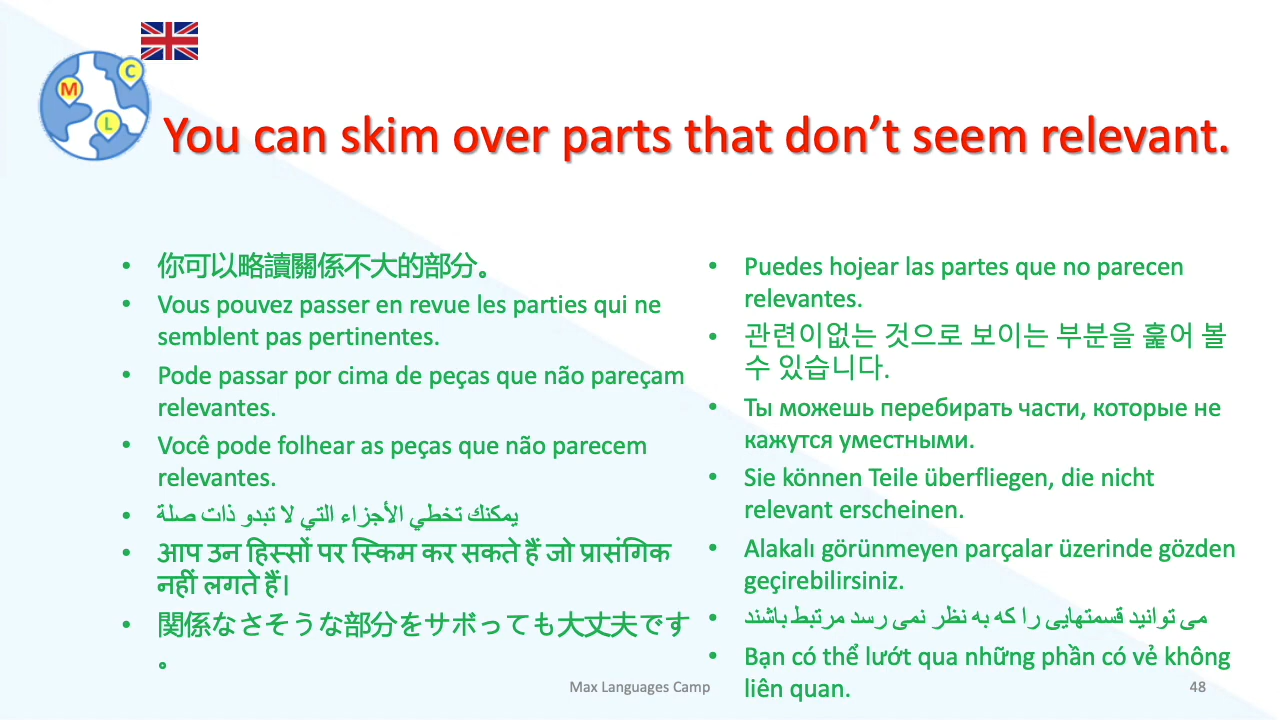 M C L
You can skim over parts that don’t seem relevant.
• 你可以略讀關係不大的部分。
• Vous pouvez passer en revue les parties qui ne
semblent pas pertinentes.
• Pode passar por cima de peças que não pareçam
relevantes.
• Você pode folhear as peças que não parecem
relevantes.
• يمكنك تخطي الأجزاء التي لا تبدو ذات صلة
• आप उन हिस्सों पर स्किम कर सकते हैं जो प्रासंगिक
नहीं लगते हैं।
• 関係なさそうな部分をサボっても大丈夫です
。
• Puedes hojear las partes que no parecen
relevantes.
• 관련이없는 것으로 보이는 부분을 훑어 볼
수 있습니다.
• Ты можешь перебирать части, которые не
кажутся уместными.
• Sie können Teile überfliegen, die nicht
relevant erscheinen.
• Alakalı görünmeyen parçalar üzerinde gözden
geçirebilirsiniz.
• می توانید قسمتهایی را که به نظر نمی رسد مرتبط باشند
• Bạn có thể lướt qua những phần có vẻ không
liên quan.
Max Languages Camp
48